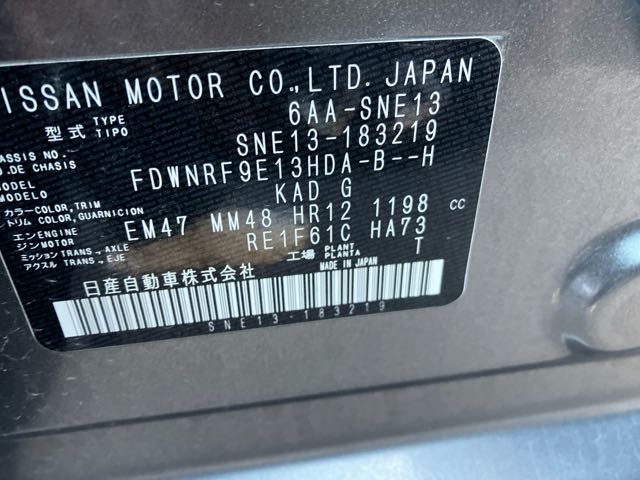 NISSAN MOTOR CO.,LTD. JAPAN
型式 TYPE TIPO 6AA-SNE13
CHASSIS NO. NO.DE CHASIS SNE13-183219
MODEL MODELO FDWNRF9E13HDA-B--H
カラー COLOR, TRIM トリム COLOR, GUARNICION KAD G
エンジン ENGINE MOTOR EM47 MM48 HR12 1198 cc
ミッション TRANS., AXLE アクスル TRANS., EJE RE1F61C HA73
工場 PLANT PLANTA T
日産自動車株式会社 MADE IN JAPAN
SNE13-183219